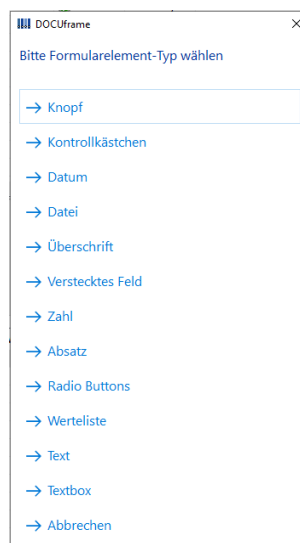 DOCUframe
Bitte Formularelement-Typ wählen
Knopf
Kontrollkästchen
Datum
Datei
Überschrift
Verstecktes Feld
Zahl
Absatz
Radio Buttons
Werteliste
Text
Textbox
Abbrechen